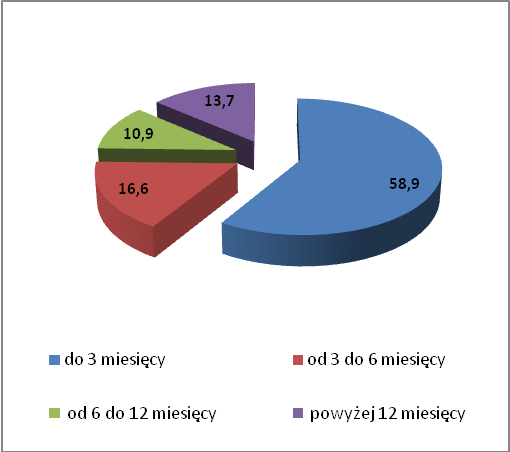 13,7
10,9
58,9
16,6
do 3 miesięcy
od 3 do 6 miesięcy
od 6 do 12 miesięcy
powyżej 12 miesięcy